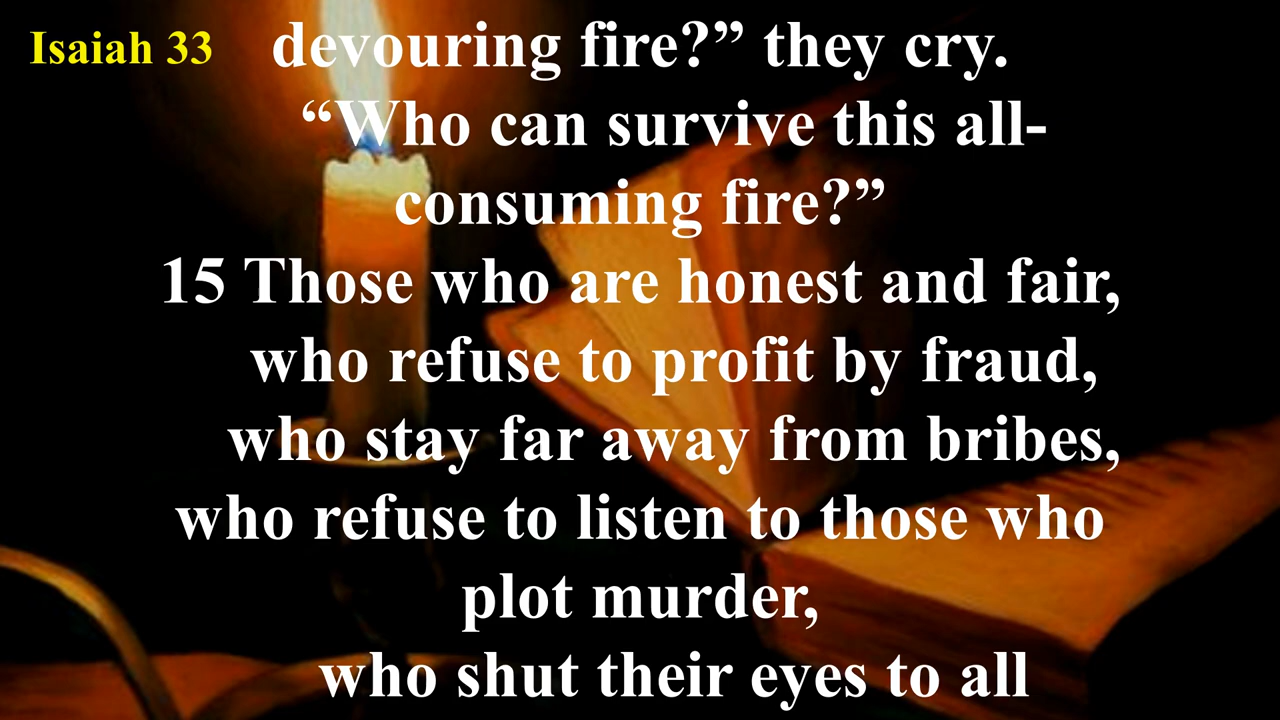 Isaiah 33
devouring fire?” they cry.
“Who can survive this all-
consuming fire?”
15 Those who are honest and fair,
who refuse to profit by fraud,
who stay far away from bribes,
who refuse to listen to those who
plot murder,
who shut their eyes to all